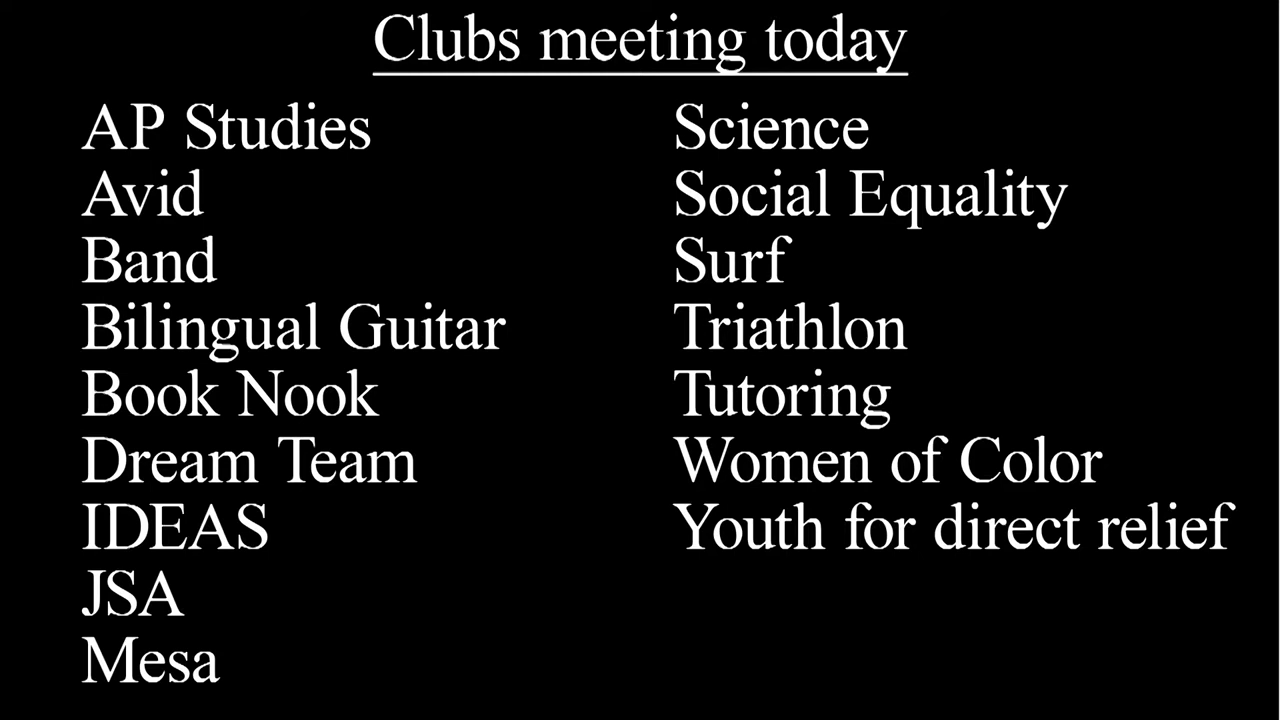 Clubs meeting today
AP Studies
Avid
Band
Bilingual Guitar
Book Nook
Dream Team
IDEAS
JSA
Mesa
Science
Social Equality
Surf
Triathlon
Tutoring
Women of Color
Youth for direct relief